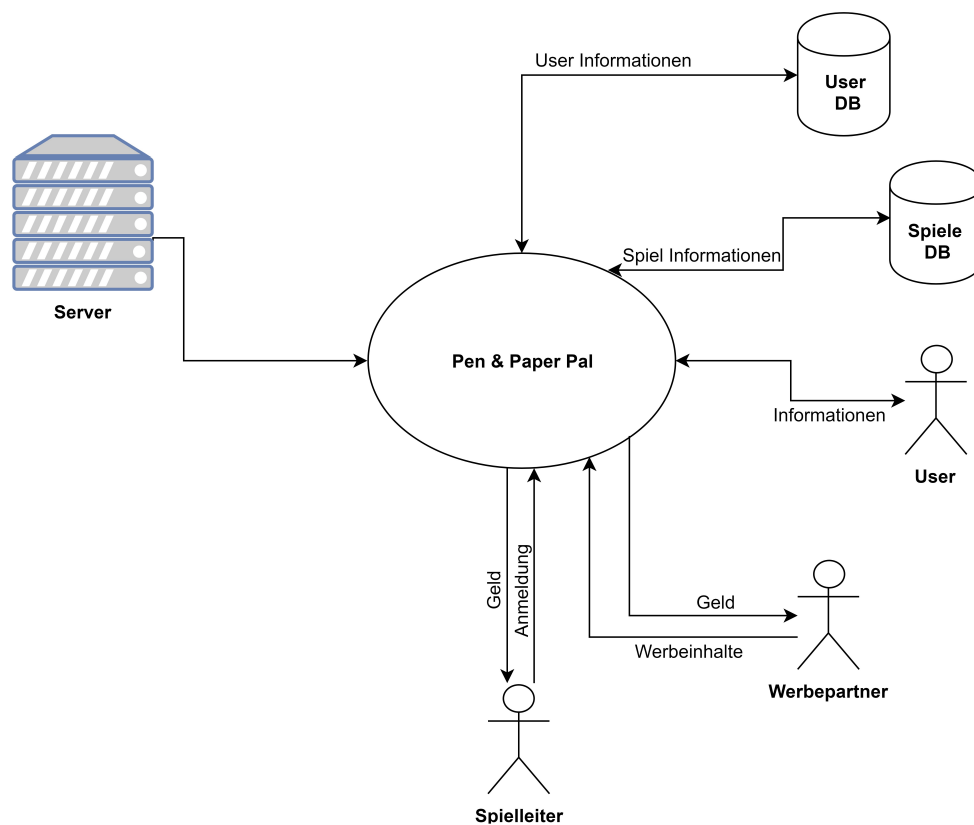 User Informationen
User
DB
Spiel Informationen
Spiele
DB
Server
Pen & Paper Pal
Informationen
User
Geld
Anmeldung
Geld
Werbeinhalte
Werbepartner
Spielleiter